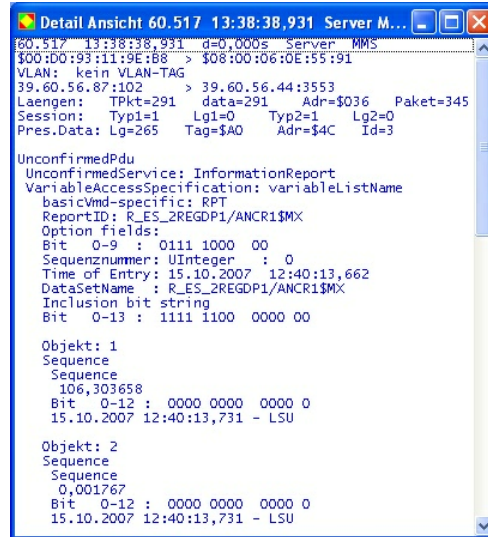 Detail Ansicht 60.517 13:38:38,931 Server M...
60.517 13:38:38,931 d=0,000s Server MMS
$00:D0:93:11:9E:B8 > $08:00:06:0E:55:91
VLAN: kein VLAN-TAG
39.60.56.87:102 > 39.60.56.44:3553
Laengen: TPkt=291 data=291 Adr=$036 Paket=345
Session: Typ1=1 Lg1=0 Typ2=1 Lg2=0
Pres.Data: Lg=265 Tag=$A0 Adr=$4C Id=3
UnconfirmedPdu
UnconfirmedService: InformationReport
VariableAccessSpecification: variableListName
basicVmd-specific: RPT
ReportID: R_ES_2REGDP1/ANCR1$MX
Option fields:
Bit 0-9 : 0111 1000 00
Sequenznummer: UInteger : 0
Time of Entry: 15.10.2007 12:40:13,662
DataSetName : R_ES_2REGDP1/ANCR1$MX
Inclusion bit string
Bit 0-13 : 1111 1100 0000 00
Objekt: 1
Sequence
Sequence
106,303658
Bit 0-12 : 0000 0000 0000 0
15.10.2007 12:40:13,731 - LSU
Objekt: 2
Sequence
Sequence
0,001767
Bit 0-12 : 0000 0000 0000 0
15.10.2007 12:40:13,731 - LSU